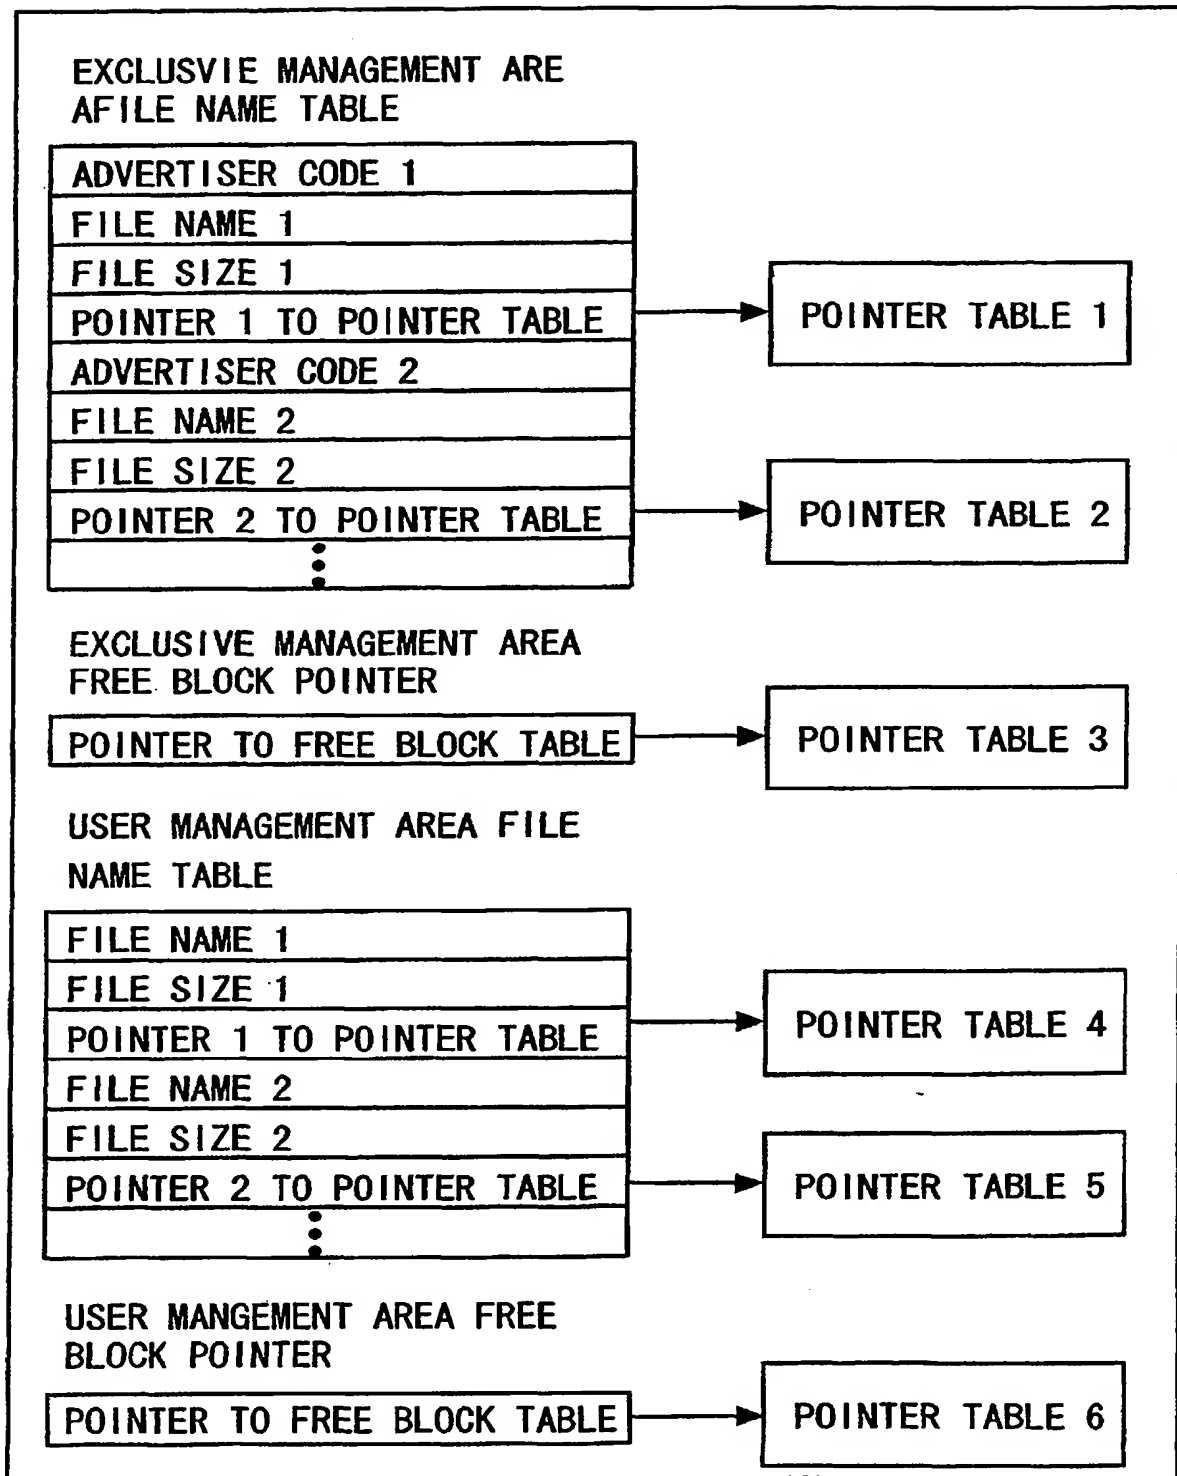 EXCLUSVIE MANAGEMENT ARE
AFILE NAME TABLE
ADVERTISER CODE 1
FILE NAME 1
FILE SIZE 1
POINTER 1 TO POINTER TABLE
POINTER TABLE 1
ADVERTISER CODE 2
FILE NAME 2
FILE SIZE 2
POINTER 2 TO POINTER TABLE
POINTER TABLE 2
EXCLUSIVE MANAGEMENT AREA
FREE BLOCK POINTER
POINTER TO FREE BLOCK TABLE
POINTER TABLE 3
USER MANAGEMENT AREA FILE
NAME TABLE
FILE NAME 1
FILE SIZE 1
POINTER 1 TO POINTER TABLE
POINTER TABLE 4
FILE NAME 2
FILE SIZE 2
POINTER 2 TO POINTER TABLE
POINTER TABLE 5
USER MANGEMENT AREA FREE
BLOCK POINTER
POINTER TO FREE BLOCK TABLE
POINTER TABLE 6